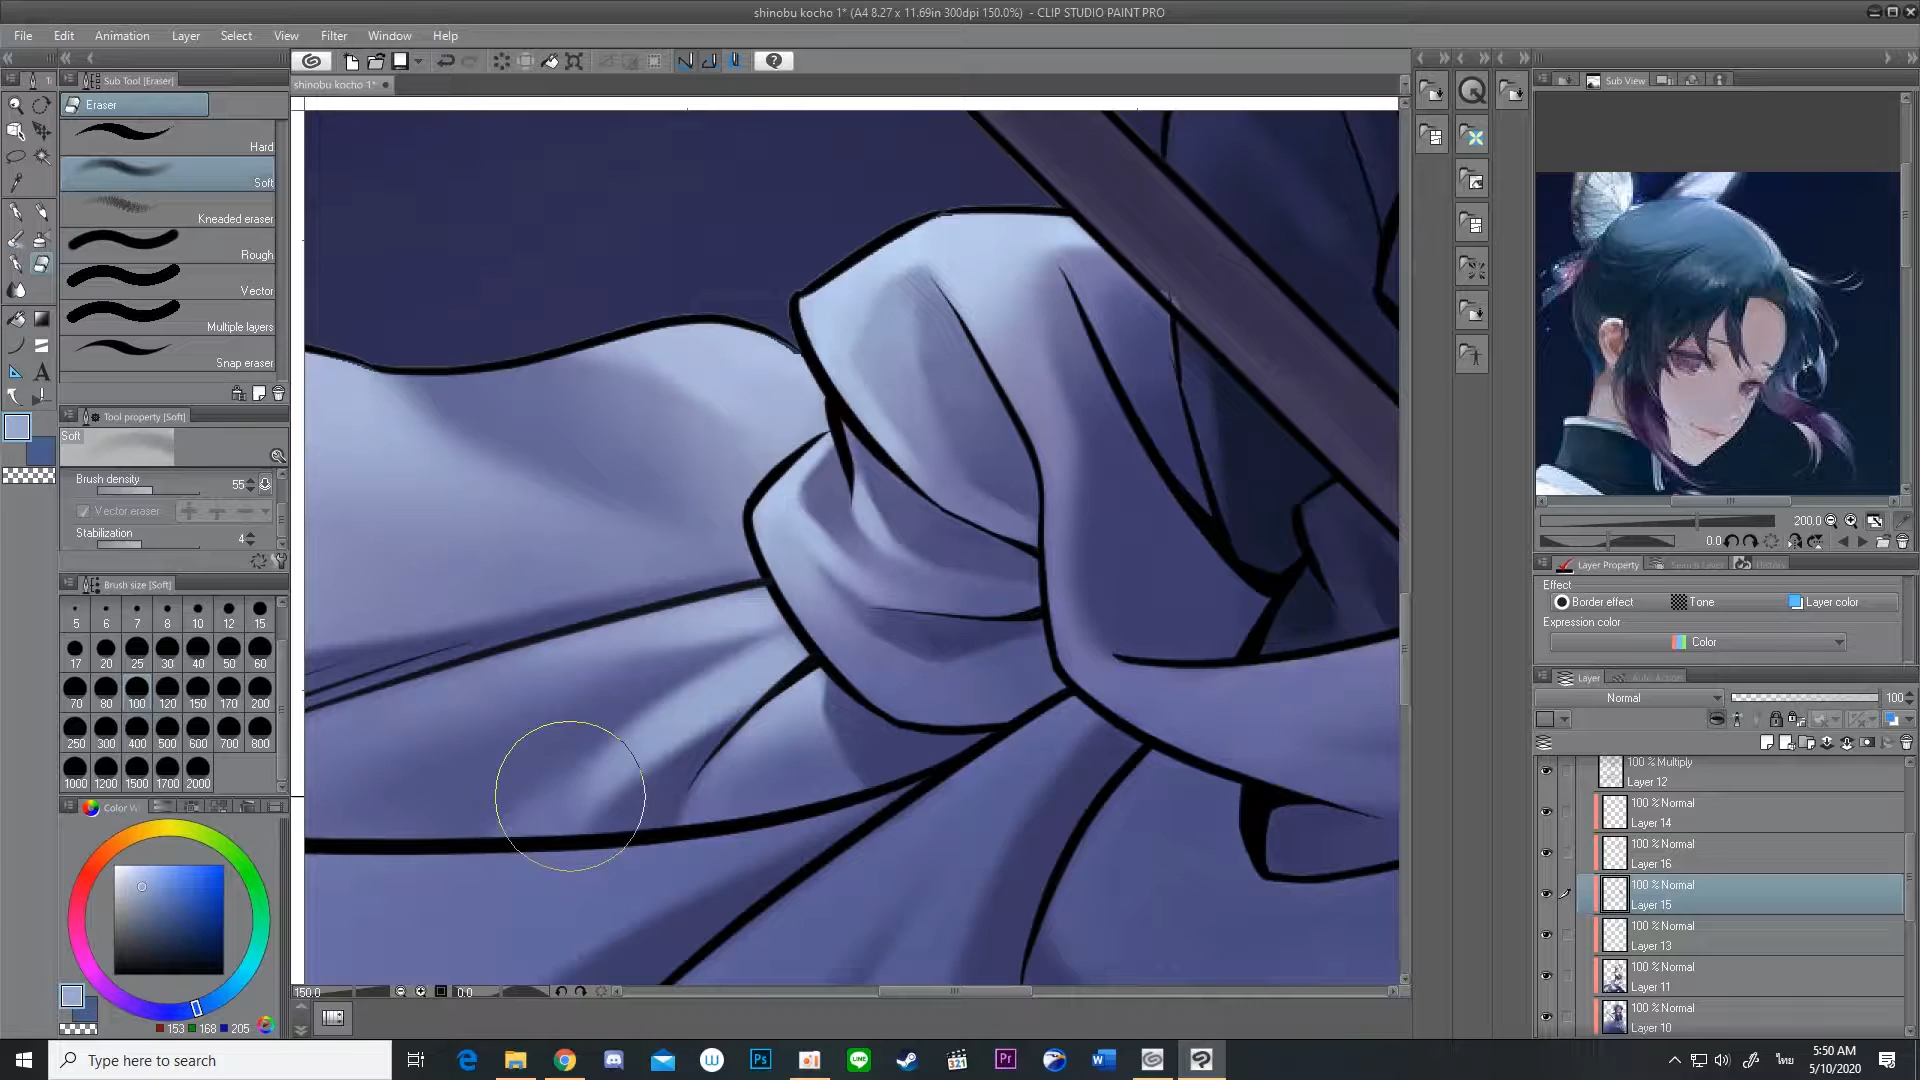 shinobu kocho 1* (A4 8.27 x 11.69in 300dpi 150.0%) - CLIP STUDIO PAINT PRO
File Edit Animation Layer Select View Filter Window Help
shinobu kocho 1*
Sub Tool [Eraser]
Eraser
Hard
Soft
Kneaded eraser
Rough
Vector
Multiple layers
Snap eraser
Tool property [Soft]
Soft
Brush density 55
Vector eraser
Stabilization 4
Brush size [Soft]
5 6 7 8 10 12 15
17 20 25 30 40 50 60
70 80 100 120 150 170 200
250 300 400 500 600 700 800
1000 1200 1500 1700 2000
Color W
153 168 205
150.0 0.0
Sub View
200.0
0.0
Layer Property
Effect
Border effect Tone Layer color
Expression color
Color
Layer Auto Action
Normal 100
100 % Multiply
Layer 12
100 % Normal
Layer 14
100 % Normal
Layer 16
100 % Normal
Layer 15
100 % Normal
Layer 13
100 % Normal
Layer 11
100 % Normal
Layer 10
Type here to search
ไทย
5:50 AM
5/10/2020